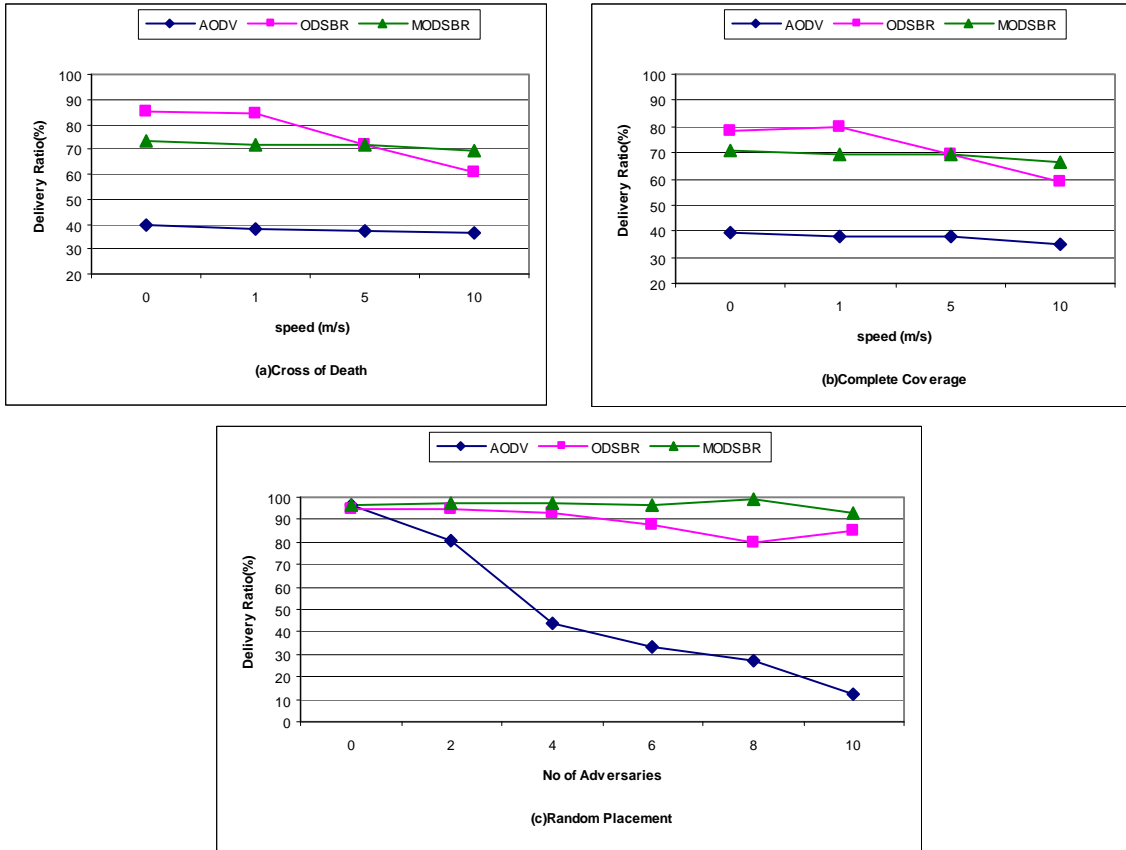 AODV ODSBR MODSBR
Delivery Ratio(%)
100
90
80
70
60
50
40
30
20
0 1 5 10
speed (m/s)
(a)Cross of Death
AODV ODSBR MODSBR
Delivery Ratio(%)
100
90
80
70
60
50
40
30
20
0 1 5 10
speed (m/s)
(b)Complete Coverage
AODV ODSBR MODSBR
Delivery Ratio(%)
100
90
80
70
60
50
40
30
20
10
0
0 2 4 6 8 10
No of Adversaries
(c)Random Placement